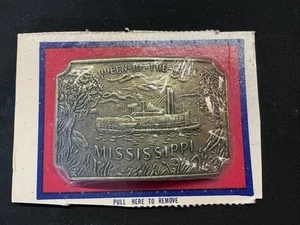 QUEEN OF THE
MISSISSIPPI
PULL HERE TO REMOVE